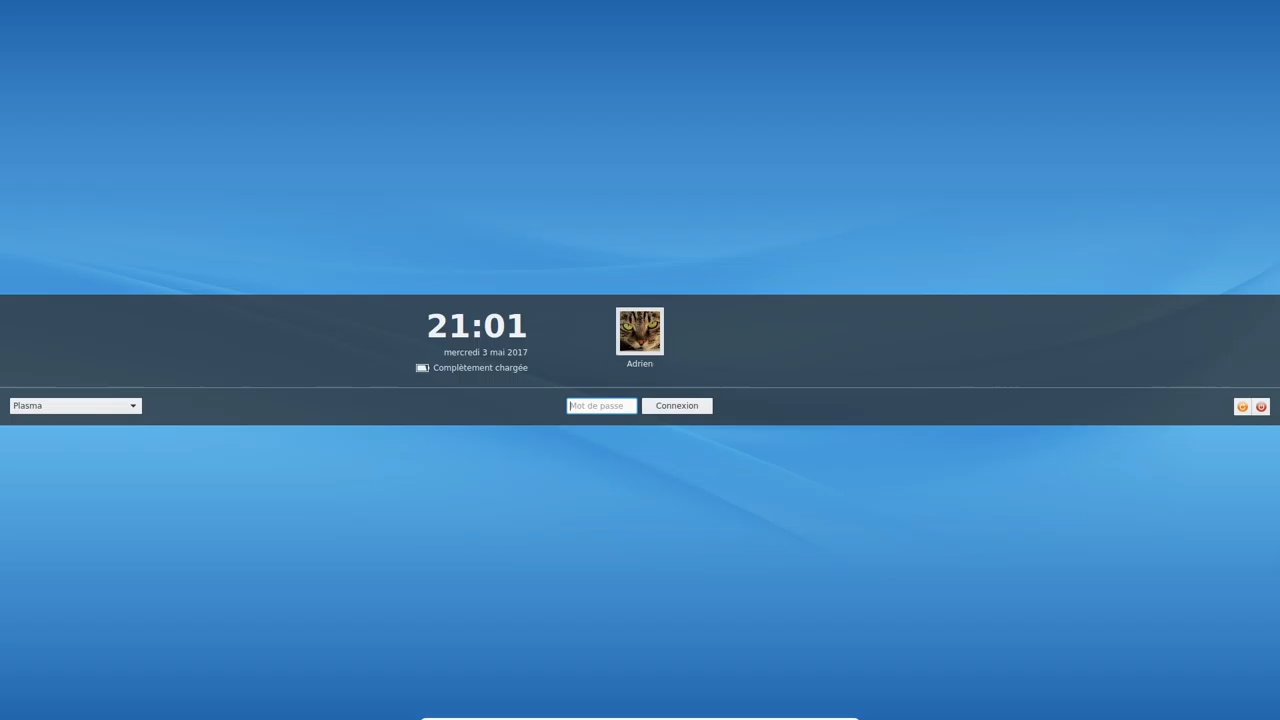 21:01
mercredi 3 mai 2017
Complètement chargée
Adrien
Plasma
Mot de passe
Connexion